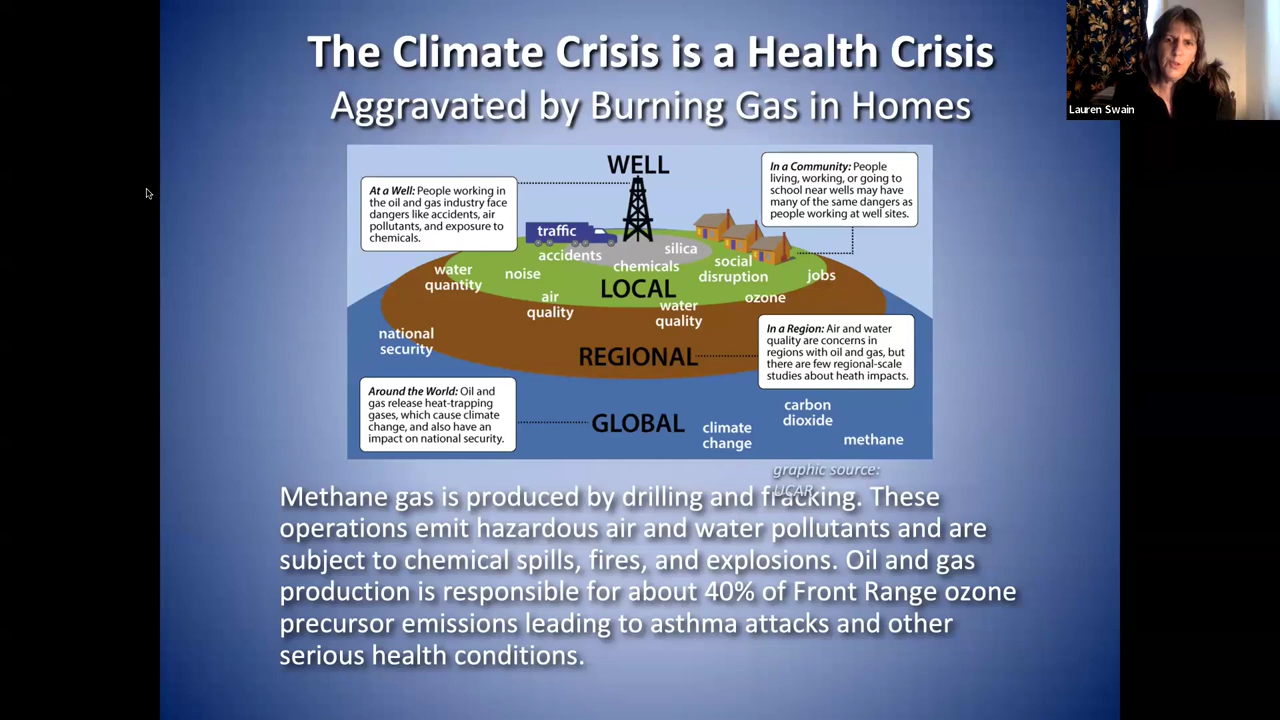 The Climate Crisis is a Health Crisis
Aggravated by Burning Gas in Homes
Lauren Swain
WELL
At a Well: People working in
the oil and gas industry face
dangers like accidents, air
pollutants, and exposure to
chemicals.
In a Community: People
living, working, or going to
school near wells may have
many of the same dangers as
people working at well sites.
traffic
accidents
silica
chemicals
social
disruption
jobs
water
quantity
noise
LOCAL
air
quality
water
quality
ozone
national
security
REGIONAL
In a Region: Air and water
quality are concerns in
regions with oil and gas, but
there are few regional-scale
studies about heath impacts.
Around the World: Oil and
gas release heat-trapping
gases, which cause climate
change, and also have an
impact on national security.
GLOBAL
climate
change
carbon
dioxide
methane
graphic source:
UCAR
Methane gas is produced by drilling and fracking. These
operations emit hazardous air and water pollutants and are
subject to chemical spills, fires, and explosions. Oil and gas
production is responsible for about 40% of Front Range ozone
precursor emissions leading to asthma attacks and other
serious health conditions.